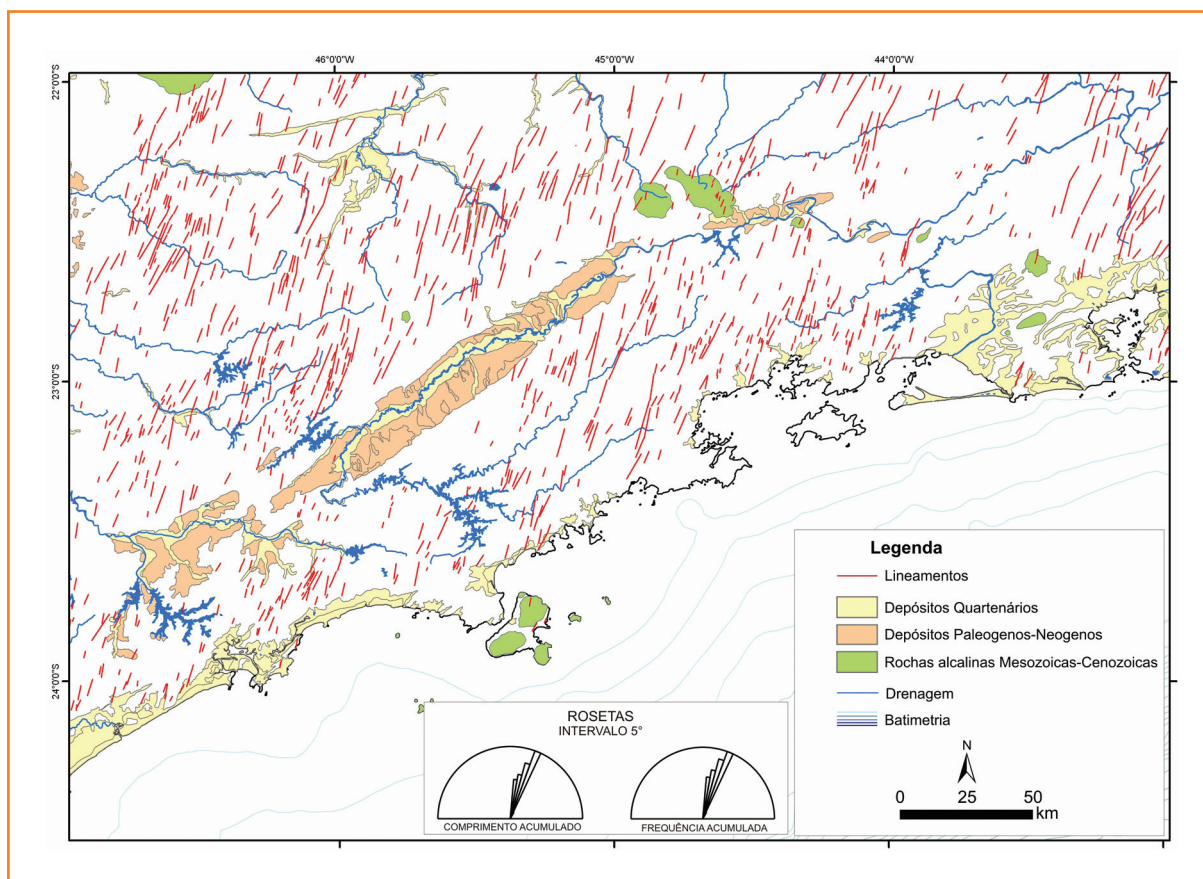 46°0'0"W
45°0'0"W
44°0'0"W
22°0'0"S
23°0'0"S
24°0'0"S
Legenda
Lineamentos
Depósitos Quartenários
Depósitos Paleogenos-Neogenos
Rochas alcalinas Mesozoicas-Cenozoicas
Drenagem
Batimetria
N
0 25 50
km
ROSETAS
INTERVALO 5°
COMPRIMENTO ACUMULADO
FREQUÊNCIA ACUMULADA